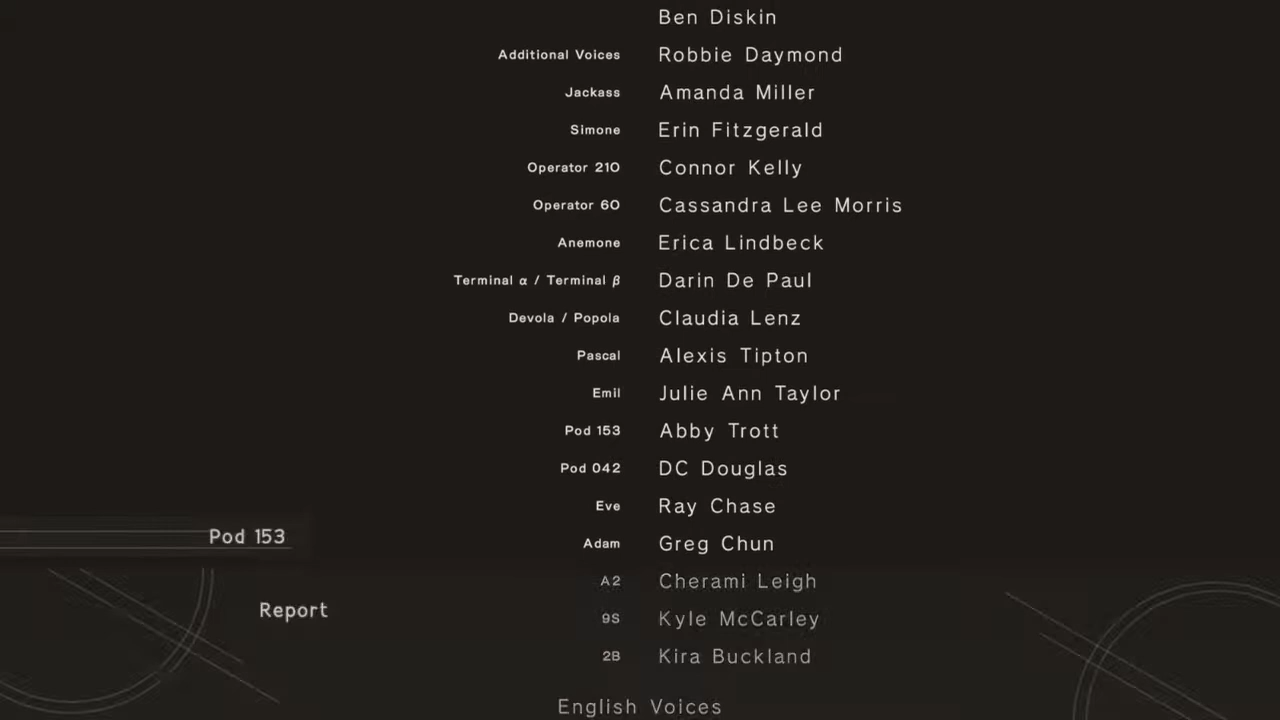 Ben Diskin
Additional Voices Robbie Daymond
Jackass Amanda Miller
Simone Erin Fitzgerald
Operator 21O Connor Kelly
Operator 6O Cassandra Lee Morris
Anemone Erica Lindbeck
Terminal α / Terminal β Darin De Paul
Devola / Popola Claudia Lenz
Pascal Alexis Tipton
Emil Julie Ann Taylor
Pod 153 Abby Trott
Pod 042 DC Douglas
Eve Ray Chase
Adam Greg Chun
A2 Cherami Leigh
9S Kyle McCarley
2B Kira Buckland
English Voices
Pod 153
Report